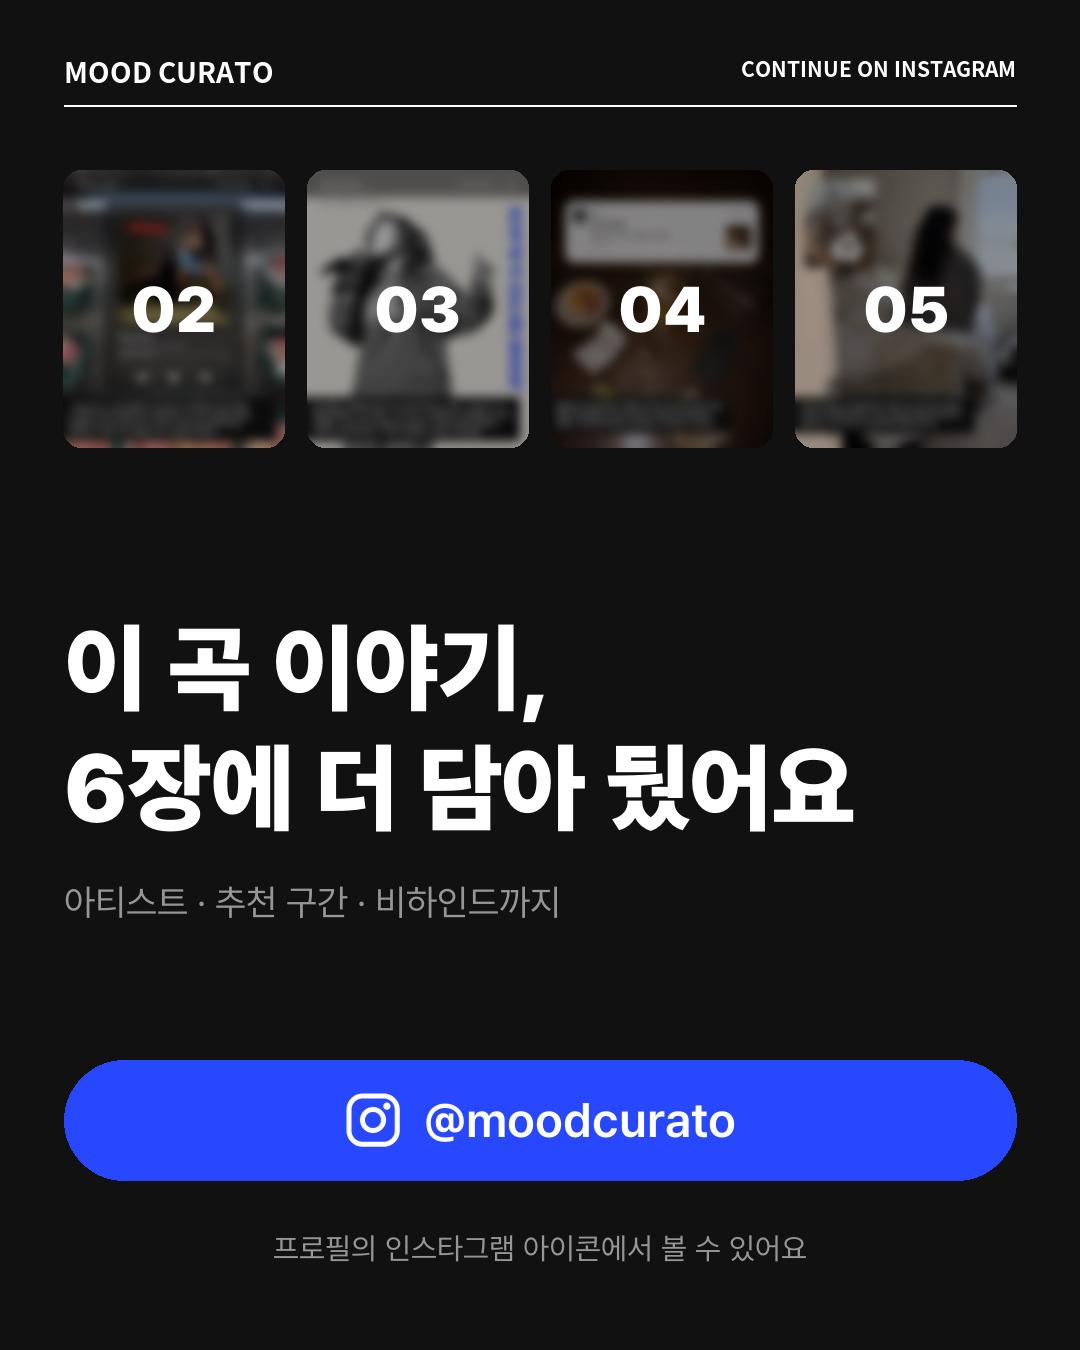 MOOD CURATO
CONTINUE ON INSTAGRAM
02
03
04
05
이 곡 이야기,
6장에 더 담아 뒀어요
아티스트 · 추천 구간 · 비하인드까지
@moodcurato
프로필의 인스타그램 아이콘에서 볼 수 있어요